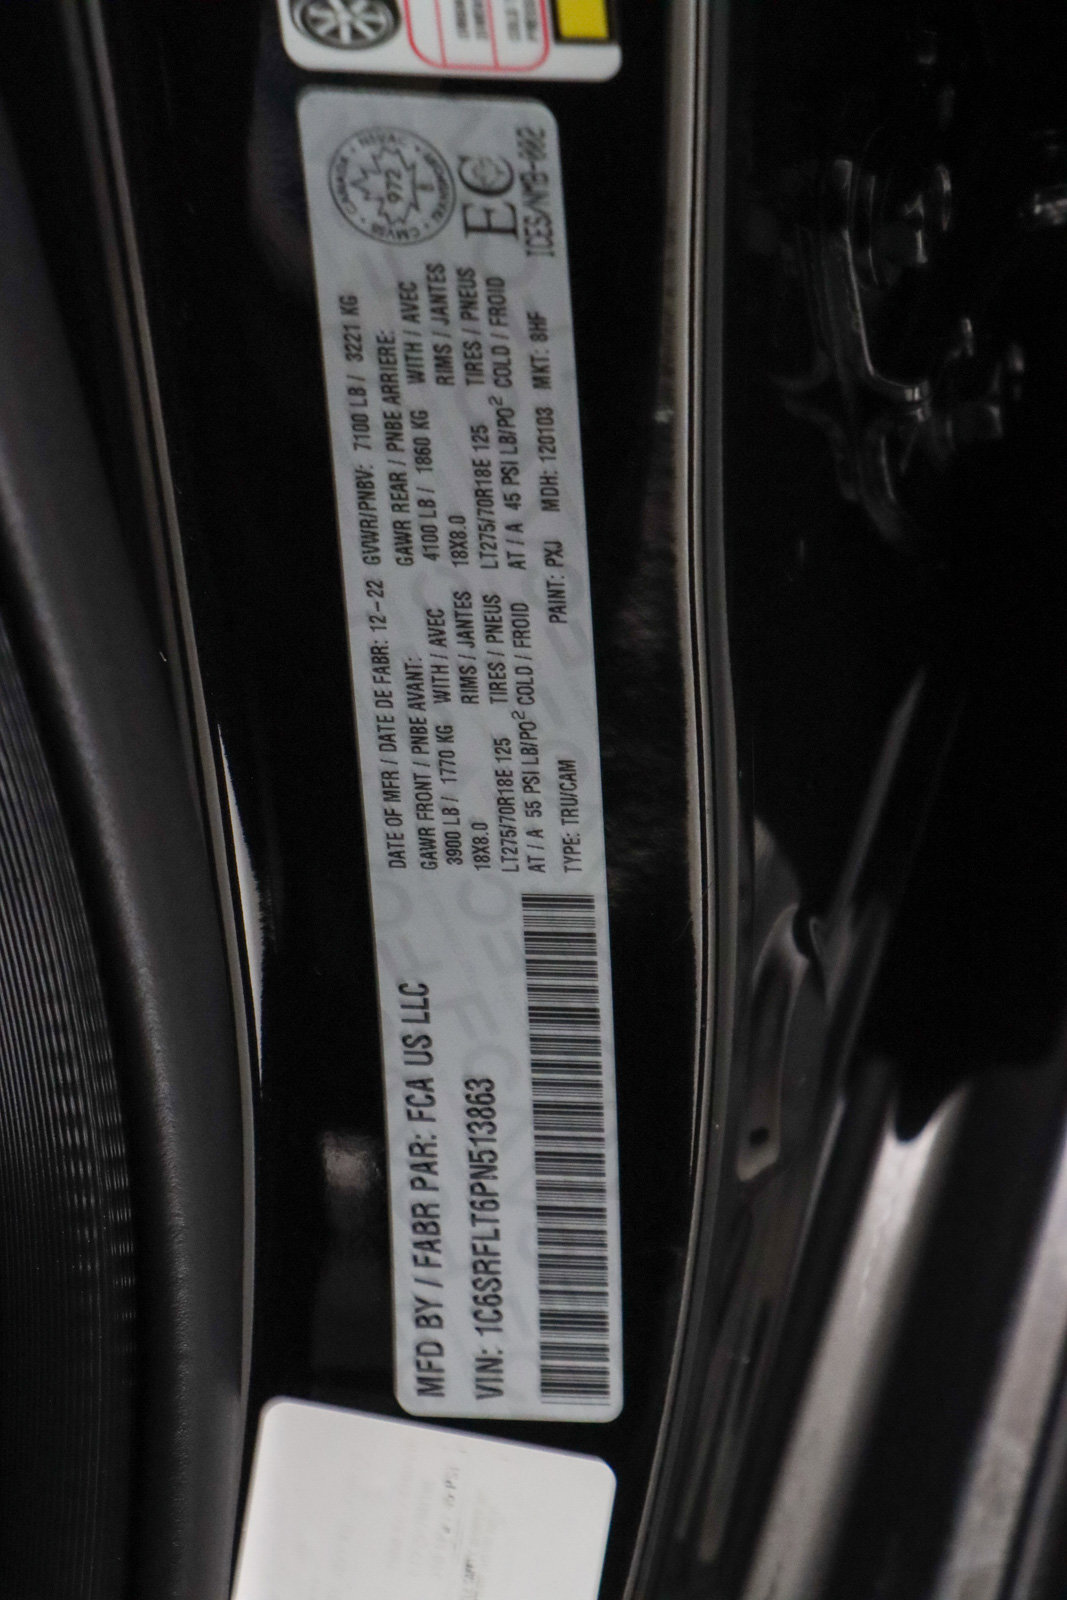 MFD BY / FABR PAR: FCA US LLC
VIN: 1C6SRFLT6PN513863
DATE OF MFR / DATE DE FABR: 12-22 GVWR/PNBV: 7100 LB / 3221 KG
GAWR FRONT / PNBE AVANT: GAWR REAR / PNBE ARRIERE:
3900 LB / 1770 KG WITH / AVEC 4100 LB / 1860 KG WITH / AVEC
18X8.0 RIMS / JANTES 18X8.0 RIMS / JANTES
LT275/70R18E 125 TIRES / PNEUS LT275/70R18E 125 TIRES / PNEUS
AT / A 55 PSI LB/PO² COLD / FROID AT / A 45 PSI LB/PO² COLD / FROID
TYPE: TRU/CAM PAINT: PXJ MDH: 120103 MKT: 8HF
CANADA
972
EC
ICES/NMB-002